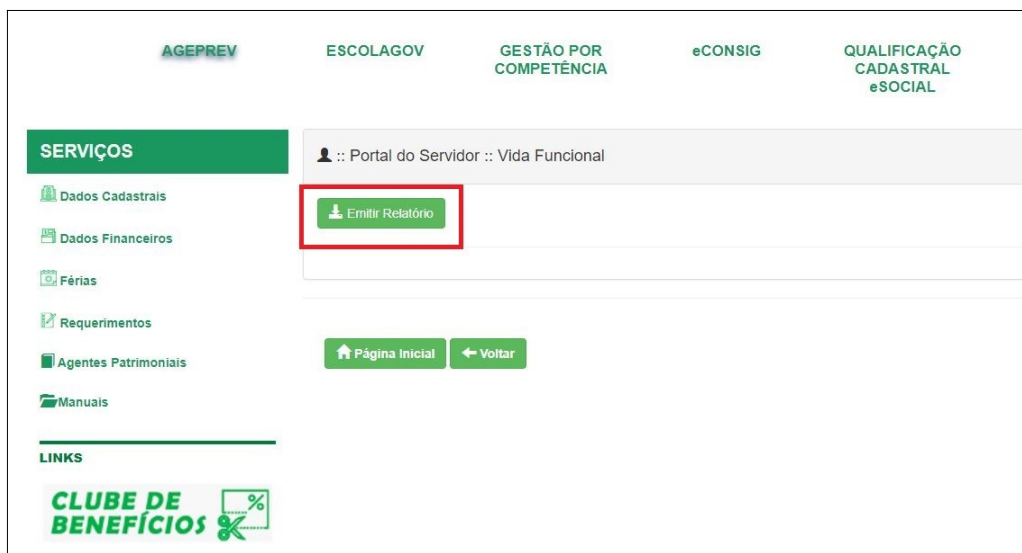 AGEPREV
ESCOLAGOV
GESTÃO POR
COMPETÊNCIA
eCONSIG
QUALIFICAÇÃO
CADASTRAL
eSOCIAL
SERVIÇOS
Dados Cadastrais
Dados Financeiros
Férias
Requerimentos
Agentes Patrimoniais
Manuais
LINKS
CLUBE DE
BENEFÍCIOS
%
:: Portal do Servidor :: Vida Funcional
Emitir Relatório
Página Inicial
Voltar